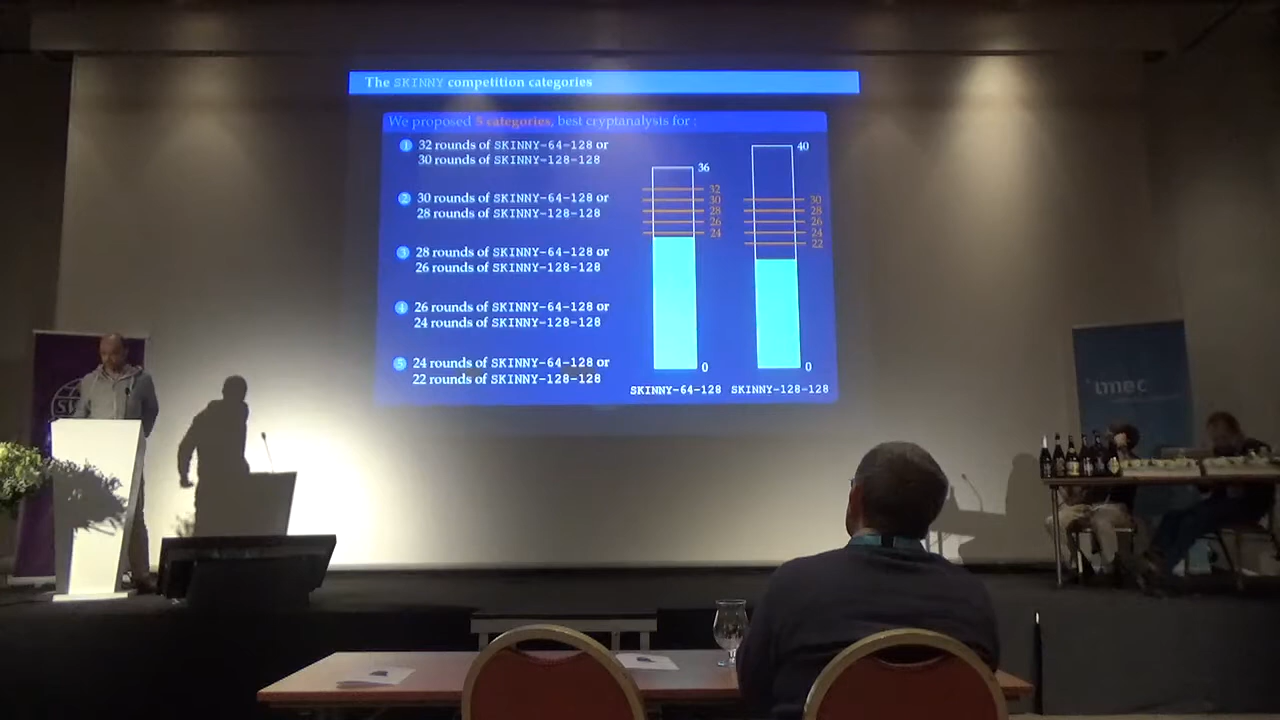 The SKINNY competition categories
We proposed 5 categories, best cryptanalysis for :
1 32 rounds of SKINNY-64-128 or
30 rounds of SKINNY-128-128
2 30 rounds of SKINNY-64-128 or
28 rounds of SKINNY-128-128
3 28 rounds of SKINNY-64-128 or
26 rounds of SKINNY-128-128
4 26 rounds of SKINNY-64-128 or
24 rounds of SKINNY-128-128
5 24 rounds of SKINNY-64-128 or
22 rounds of SKINNY-128-128
36
32
30
28
26
24
0
SKINNY-64-128
40
30
28
26
24
22
0
SKINNY-128-128
imec